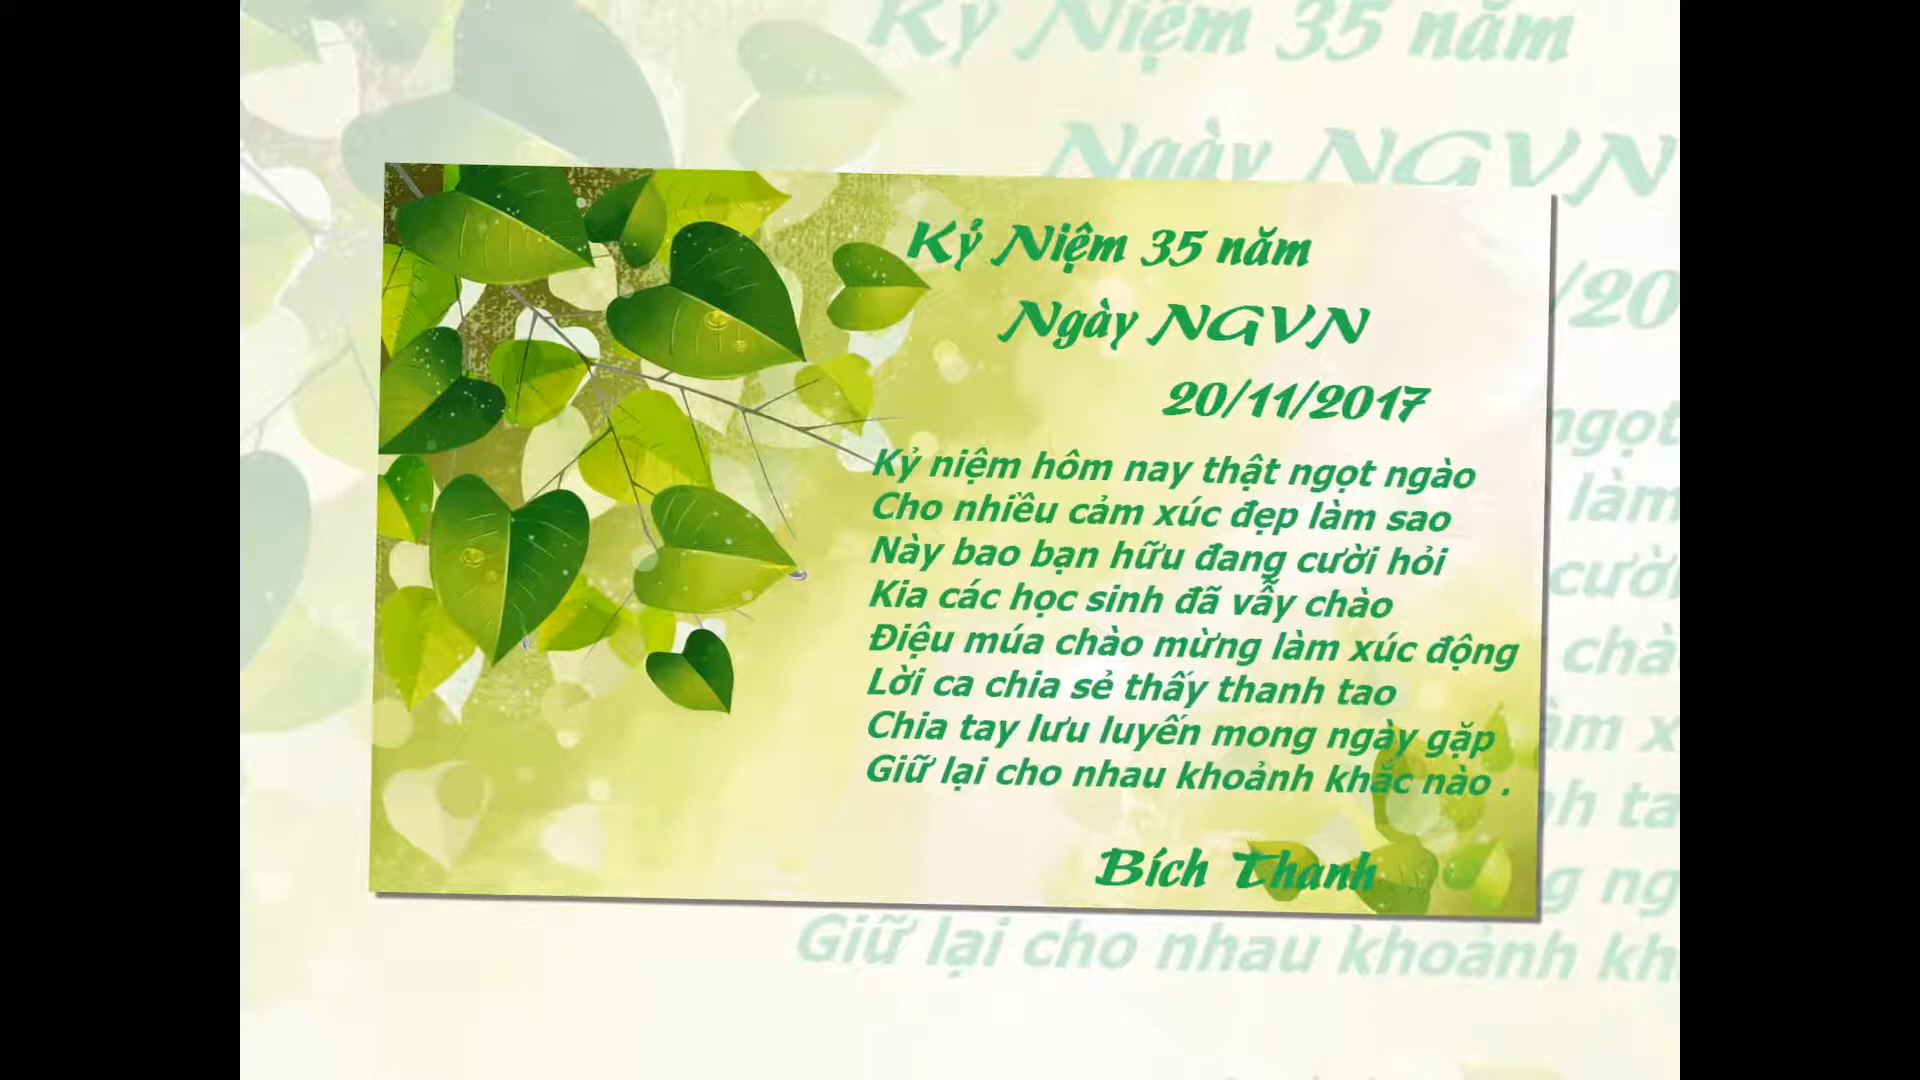 Kỷ Niệm 35 năm
Ngày NGVN
20/11/2017
Kỷ niệm hôm nay thật ngọt ngào
Cho nhiều cảm xúc đẹp làm sao
Này bao bạn hữu đang cười hỏi
Kia các học sinh đã vẫy chào
Điệu múa chào mừng làm xúc động
Lời ca chia sẻ thấy thanh tao
Chia tay lưu luyến mong ngày gặp
Giữ lại cho nhau khoảnh khắc nào .
Bích Thanh